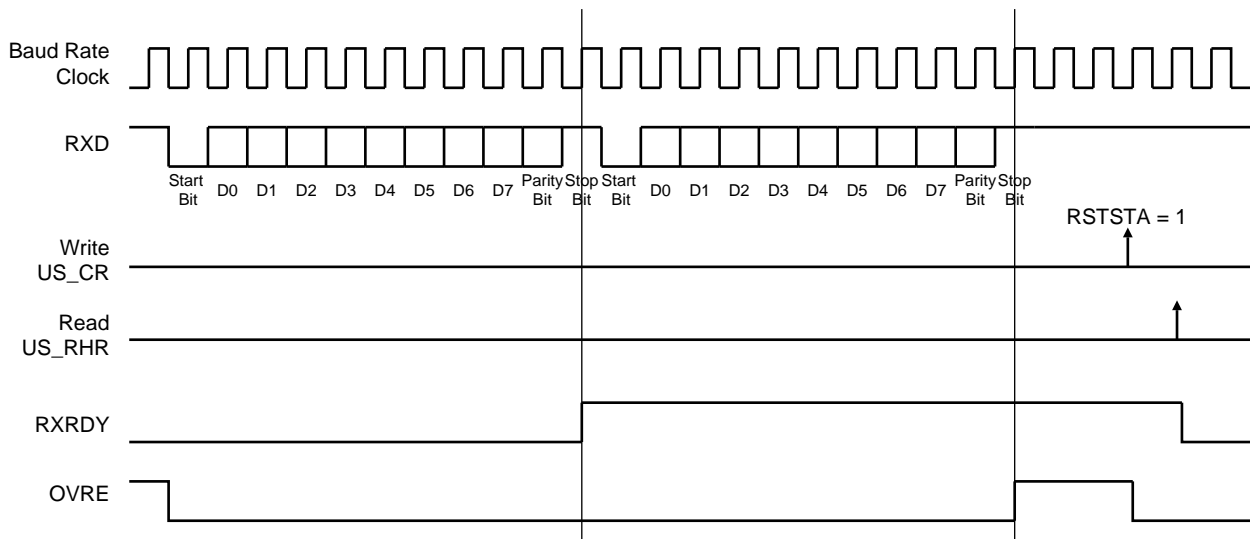 Baud Rate
Clock
RXD
Start
Bit
D0 D1 D2 D3 D4 D5 D6 D7
Parity
Bit
Stop
Bit
Start
Bit
D0 D1 D2 D3 D4 D5 D6 D7
Parity
Bit
Stop
Bit
RSTSTA = 1
Write
US_CR
Read
US_RHR
RXRDY
OVRE